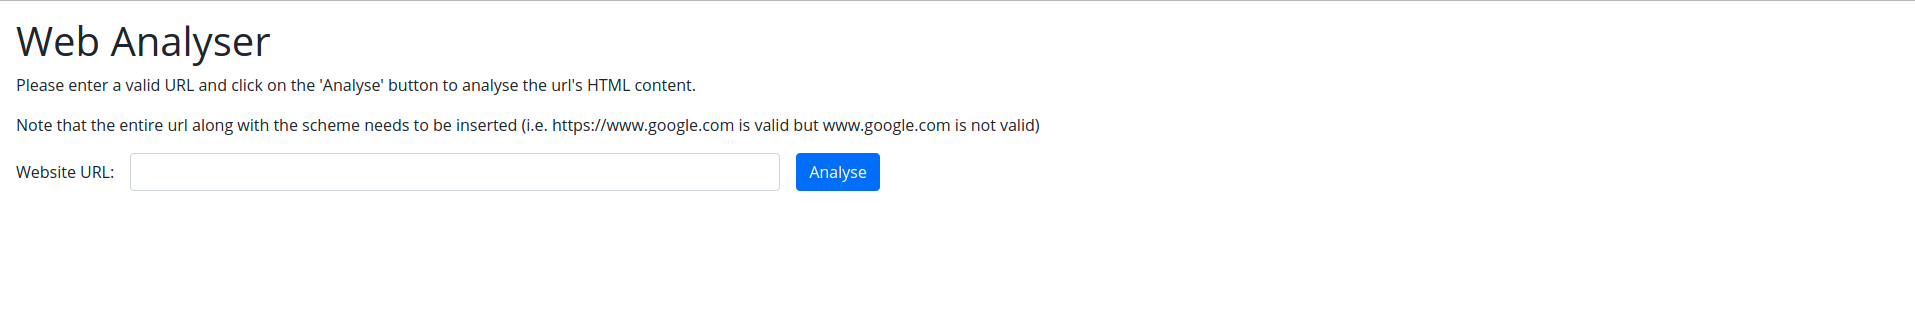 Web Analyser
Please enter a valid URL and click on the 'Analyse' button to analyse the url's HTML content.
Note that the entire url along with the scheme needs to be inserted (i.e. https://www.google.com is valid but www.google.com is not valid)
Website URL: Analyse